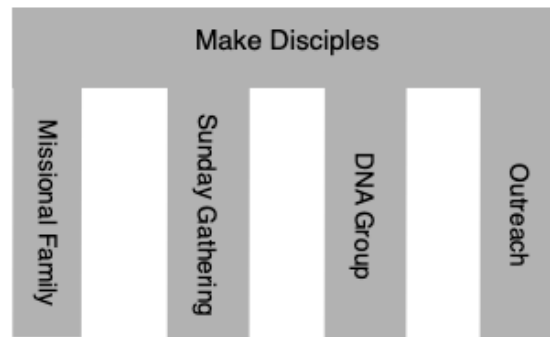 Make Disciples
Missional Family
Sunday Gathering
DNA Group
Outreach